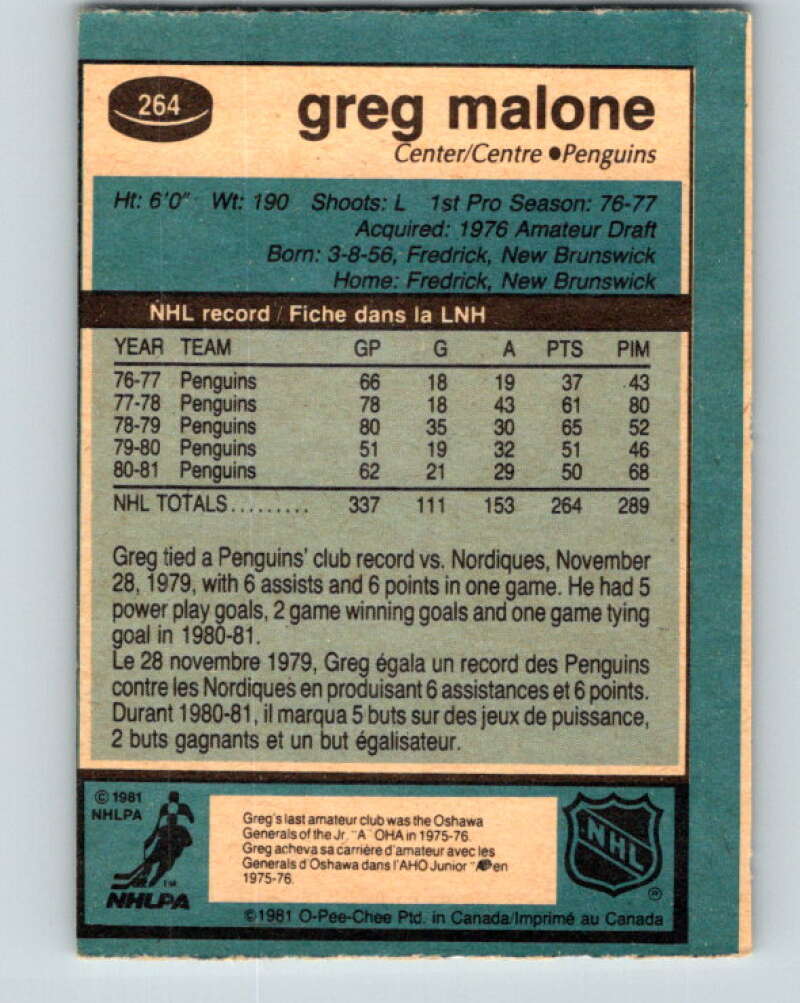 264
greg malone
Center/Centre ●Penguins
Ht: 6'0" Wt: 190 Shoots: L 1st Pro Season: 76-77
Acquired: 1976 Amateur Draft
Born: 3-8-56, Fredrick, New Brunswick
Home: Fredrick, New Brunswick
NHL record / Fiche dans la LNH
YEAR TEAM GP G A PTS PIM
76-77 Penguins 66 18 19 37 43
77-78 Penguins 78 18 43 61 80
78-79 Penguins 80 35 30 65 52
79-80 Penguins 51 19 32 51 46
80-81 Penguins 62 21 29 50 68
NHL TOTALS......... 337 111 153 264 289
Greg tied a Penguins' club record vs. Nordiques, November
28, 1979, with 6 assists and 6 points in one game. He had 5
power play goals, 2 game winning goals and one game tying
goal in 1980-81.
Le 28 novembre 1979, Greg égala un record des Penguins
contre les Nordiques en produisant 6 assistances et 6 points.
Durant 1980-81, il marqua 5 buts sur des jeux de puissance,
2 buts gagnants et un but égalisateur.
© 1981
NHLPA
TM
NHLPA
Greg's last amateur club was the Oshawa
Generals of the Jr. "A" OHA in 1975-76.
Greg acheva sa carrière d'amateur avec les
Generals d'Oshawa dans l'AHO Junior "A" en
1975-76.
NHL
®
©1981 O-Pee-Chee Ptd. in Canada/Imprimé au Canada